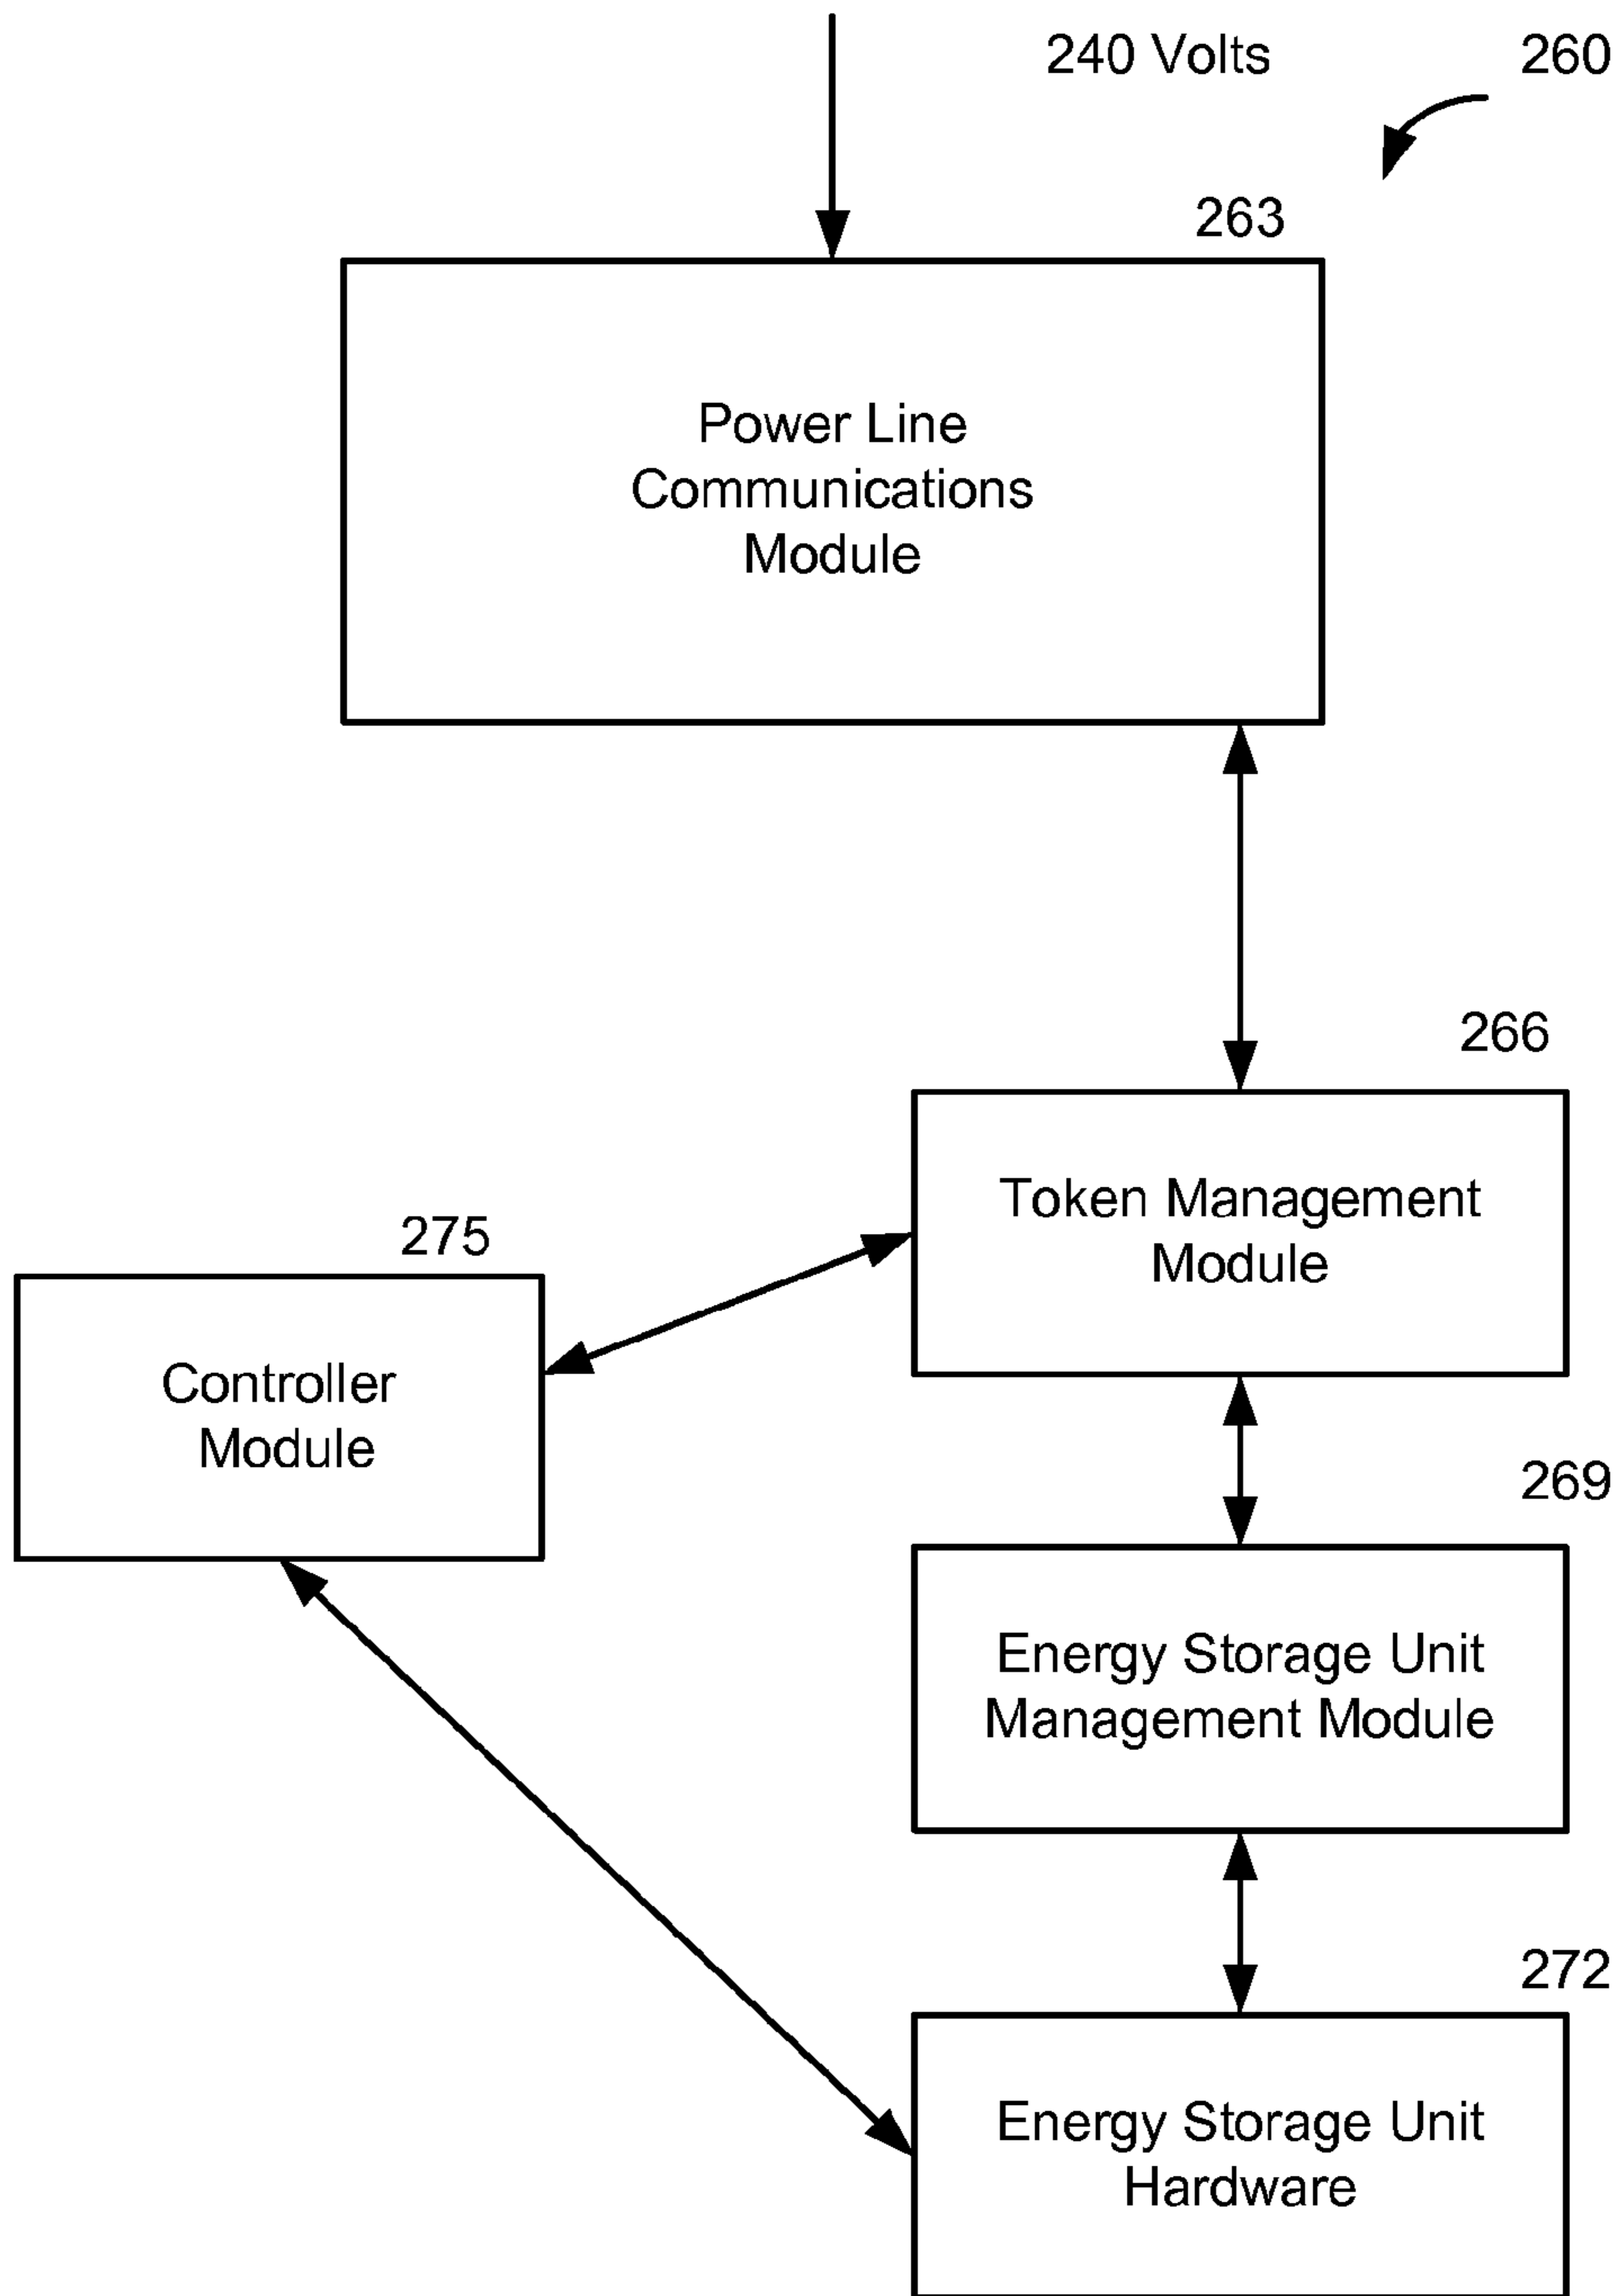 240 Volts
260
263
Power Line
Communications
Module
266
Token Management
Module
275
Controller
Module
269
Energy Storage Unit
Management Module
272
Energy Storage Unit
Hardware